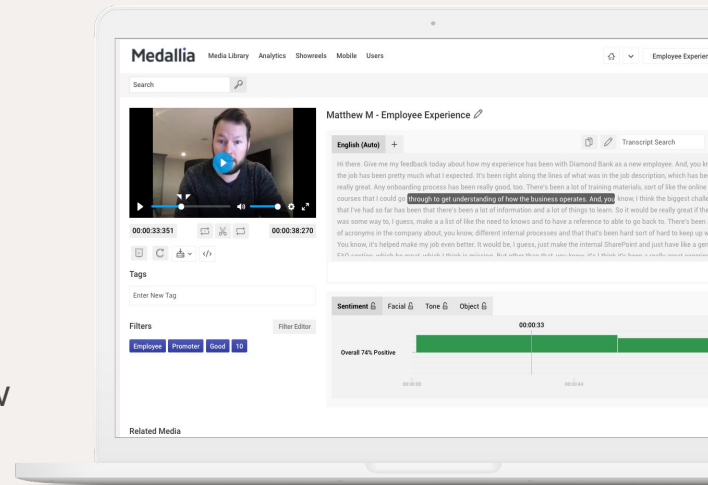 Medallia Media Library Analytics Showreels Mobile Users Employee Experien
Search
Matthew M - Employee Experience
English (Auto) + Transcript Search
Hi there. Give me my feedback today about how my experience has been with Diamond Bank as a new employee. And, you kn
the job has been pretty much what I expected. It's been right along the lines of what was in the job description, which has be
really great. Any onboarding process has been really good, too. There's been a lot of training materials, sort of like the online
courses that I could go through to get understanding of how the business operates. And, you know, I think the biggest challe
that I've had so far has been that there's been a lot of information and a lot of things to learn. So it would be really great if the
was some way to, I guess, make a a list of like the need to knows and to have a reference to able to go back to. There's been
of acronyms in the company about, you know, different internal processes and that that's been hard sort of hard to keep up w
You know, it's helped make my job even better. It would be, I guess, just make the internal SharePoint and just have like a gen
00:00:33:351 00:00:38:270
Tags
Enter New Tag
Filters Filter Editor
Employee Promoter Good 10
Sentiment Facial Tone Object
00:00:33
Overall 74% Positive
00:00:00 00:00:44
Related Media